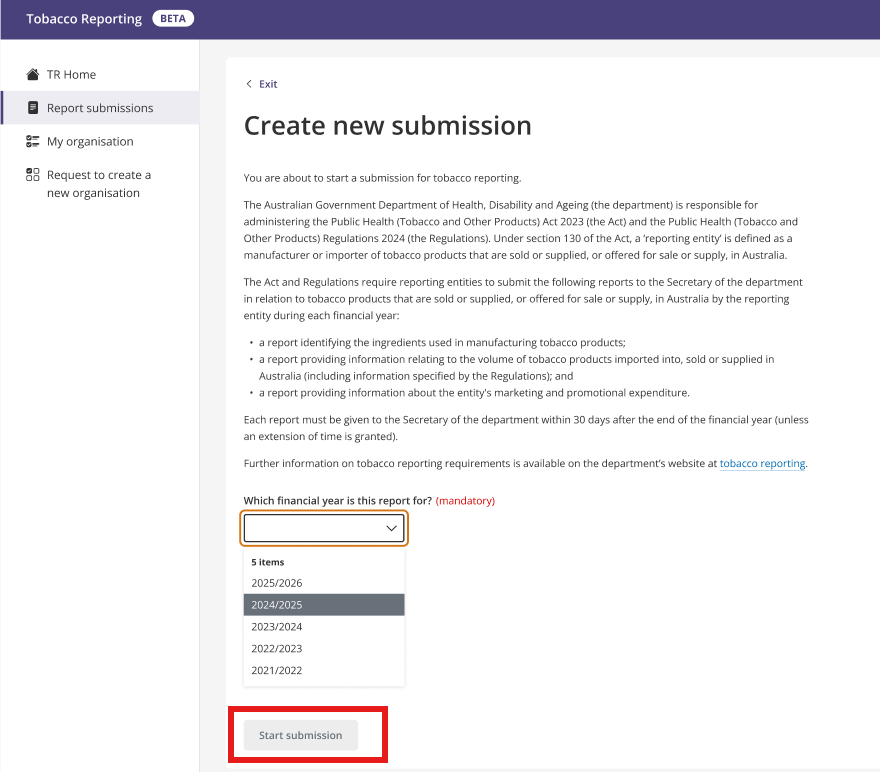 Tobacco Reporting BETA
TR Home
Report submissions
My organisation
Request to create a
new organisation
Exit
Create new submission
You are about to start a submission for tobacco reporting.
The Australian Government Department of Health, Disability and Ageing (the department) is responsible for
administering the Public Health (Tobacco and Other Products) Act 2023 (the Act) and the Public Health (Tobacco and
Other Products) Regulations 2024 (the Regulations). Under section 130 of the Act, a 'reporting entity' is defined as a
manufacturer or importer of tobacco products that are sold or supplied, or offered for sale or supply, in Australia.
The Act and Regulations require reporting entities to submit the following reports to the Secretary of the department
in relation to tobacco products that are sold or supplied, or offered for sale or supply, in Australia by the reporting
entity during each financial year:
• a report identifying the ingredients used in manufacturing tobacco products;
• a report providing information relating to the volume of tobacco products imported into, sold or supplied in
Australia (including information specified by the Regulations); and
• a report providing information about the entity's marketing and promotional expenditure.
Each report must be given to the Secretary of the department within 30 days after the end of the financial year (unless
an extension of time is granted).
Further information on tobacco reporting requirements is available on the department's website at tobacco reporting.
Which financial year is this report for? (mandatory)
5 items
2025/2026
2024/2025
2023/2024
2022/2023
2021/2022
Start submission